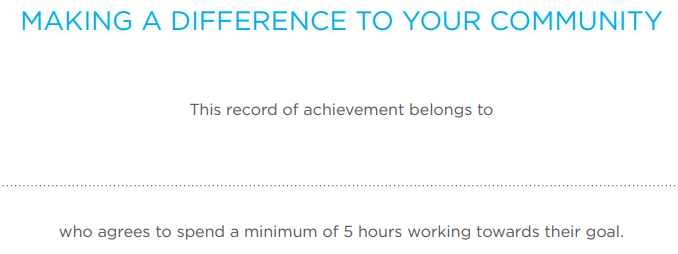 MAKING A DIFFERENCE TO YOUR COMMUNITY
This record of achievement belongs to
who agrees to spend a minimum of 5 hours working towards their goal.